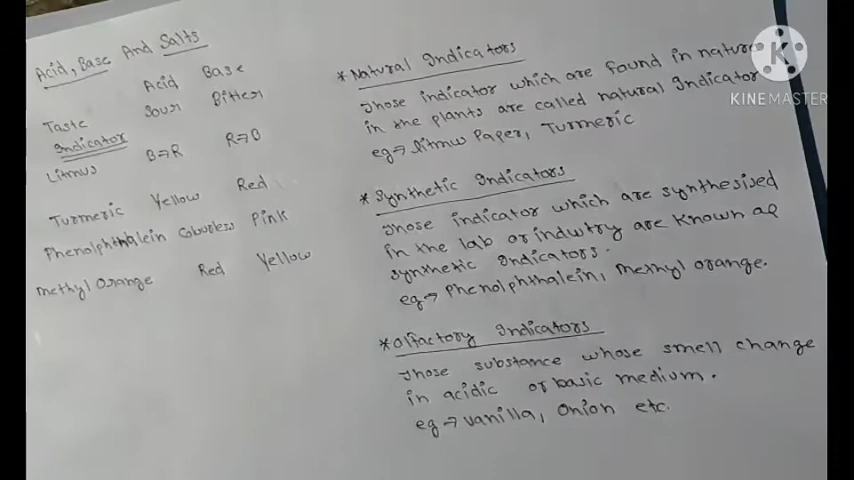 Acid, Base And Salts
Acid Base
Taste Sour Bitter
Indicator
Litmus B→R R→B
Turmeric Yellow Red
Phenolphthalein Colourless Pink
Methyl Orange Red Yellow
* Natural Indicators
Those indicator which are found in nature
in the plants are called natural Indicator
eg→ litmus Paper, Turmeric
* Synthetic Indicators
Those indicator which are synthesised
in the lab or industry are known as
synthetic Indicators.
eg→ Phenolphthalein, Methyl orange.
* Olfactory Indicators
Those substance whose smell change
in acidic or basic medium.
eg→ vanilla, onion etc.
KINEMASTER